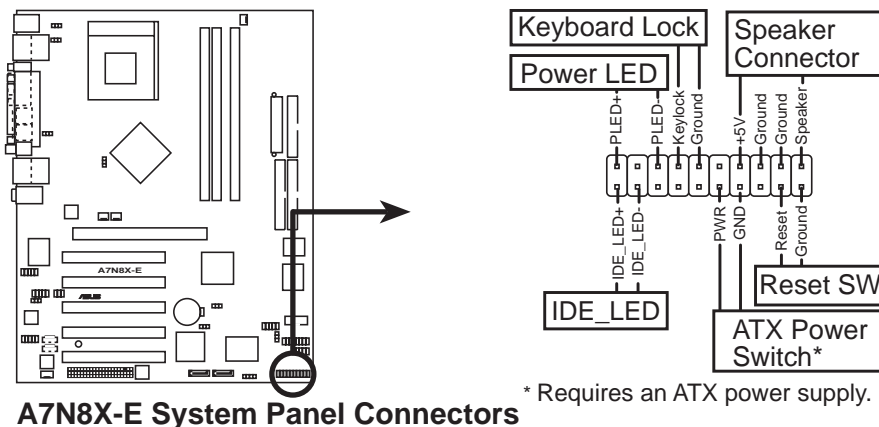 Keyboard Lock
Power LED
Speaker
Connector
PLED+
PLED-
Keylock
Ground
+5V
Ground
Ground
Speaker
IDE_LED+
IDE_LED-
PWR
GND
Reset
Ground
IDE_LED
Reset SW
ATX Power
Switch*
* Requires an ATX power supply.
A7N8X-E
ASUS
A7N8X-E System Panel Connectors